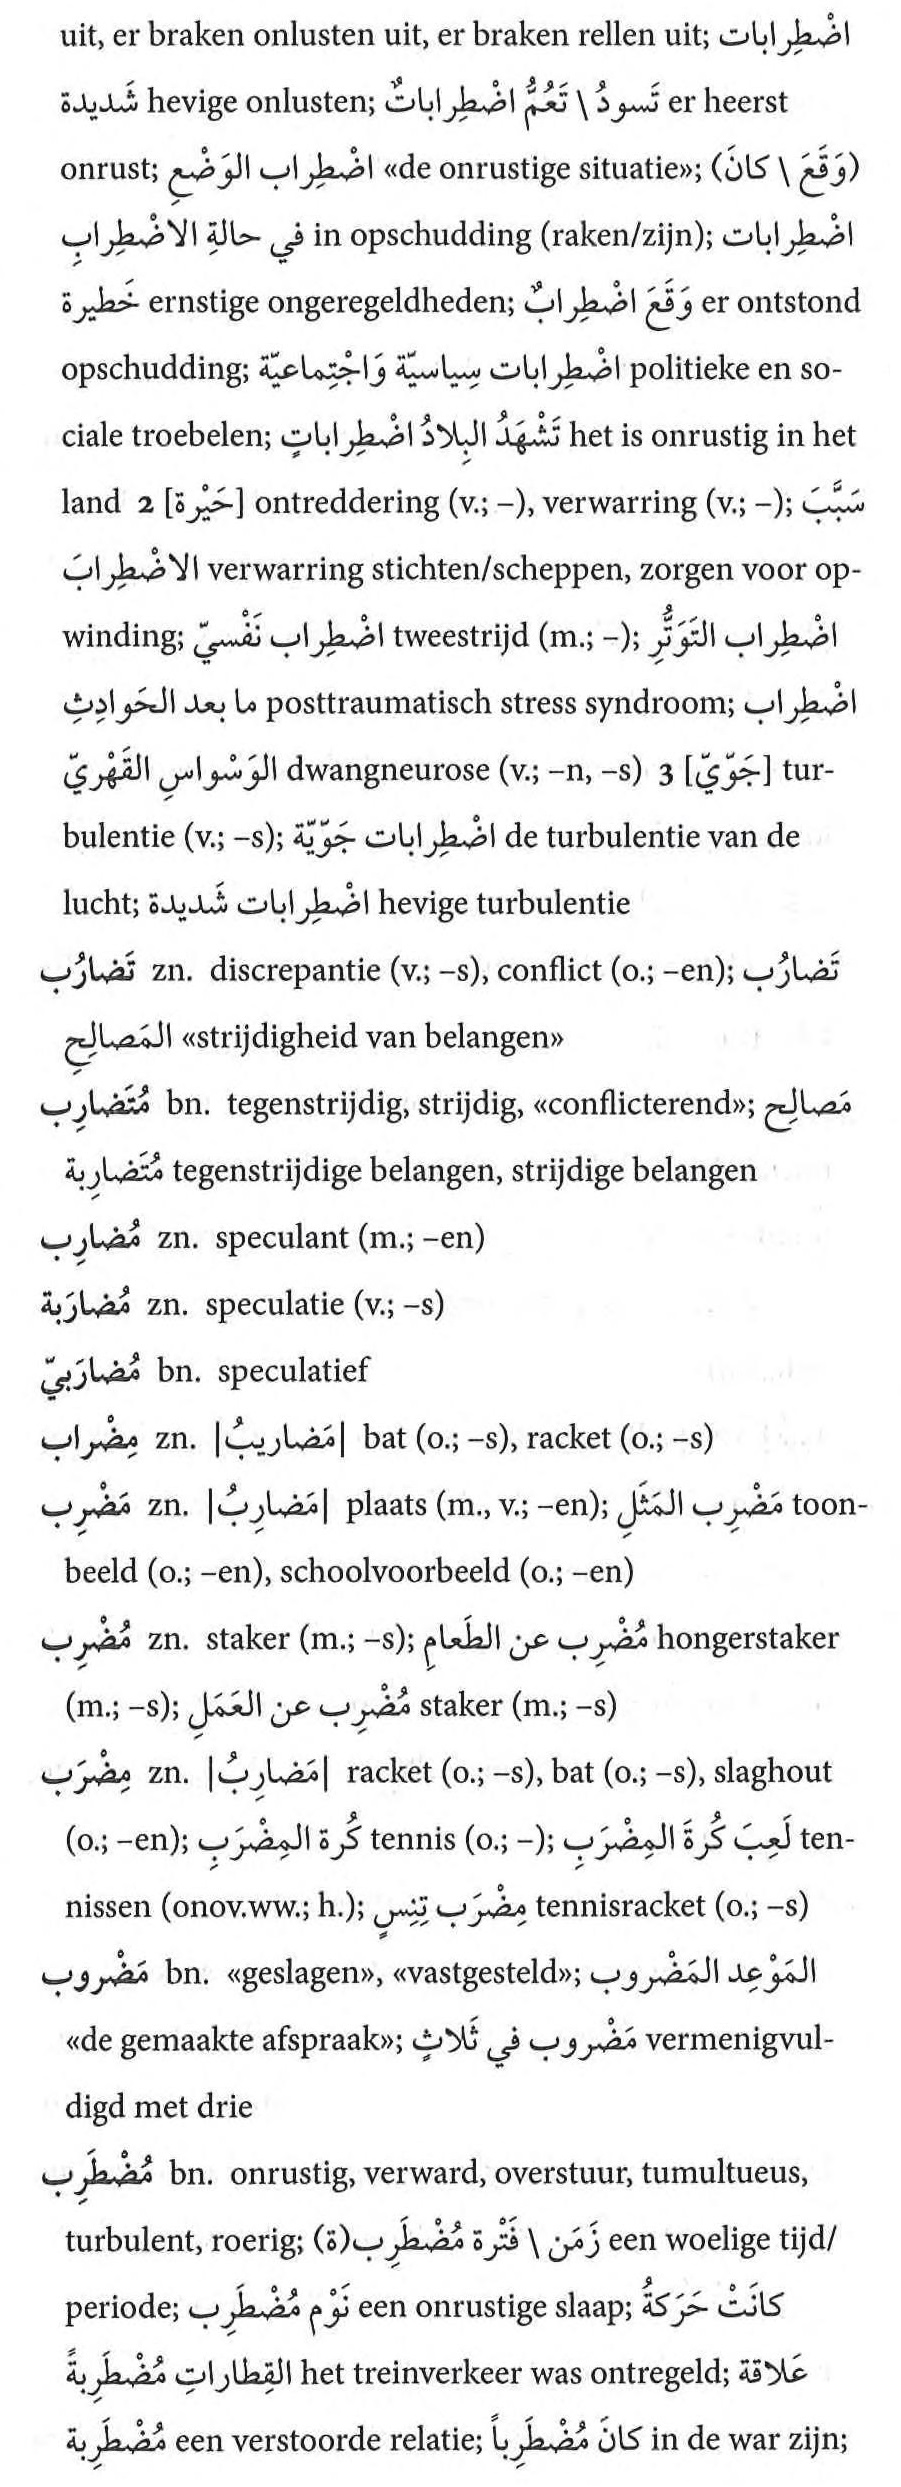 uit, er braken onlusten uit, er braken rellen uit; اضْطِرابات
شَديدة hevige onlusten; تَسودُ \ تَعُمُّ اضْطِراباتٌ er heerst
onrust; اضْطِراب الوَضْعِ «de onrustige situatie»; (وَقَعَ \ كانَ)
في حالةِ الاضْطِرابِ in opschudding (raken/zijn); اضْطِرابات
خَطيرة ernstige ongeregeldheden; وَقَعَ اضْطِرابٌ er ontstond
opschudding; اضْطِرابات سِياسيّة وَاجْتِماعيّة politieke en so-
ciale troebelen; تَشْهَدُ البِلادُ اضْطِراباتٍ het is onrustig in het
land 2 [حَيْرة] ontreddering (v.; –), verwarring (v.; –); سَبَّبَ
الاضْطِرابَ verwarring stichten/scheppen, zorgen voor op-
winding; اضْطِراب نَفْسيّ tweestrijd (m.; –); اضْطِراب التَوَتُّرِ
ما بعد الحَوادِثِ posttraumatisch stress syndroom; اضْطِراب
الوَسْواسِ القَهْريّ dwangneurose (v.; –n, –s) 3 [جَوّيّ] tur-
bulentie (v.; –s); اضْطِرابات جَوّيّة de turbulentie van de
lucht; اضْطِرابات شَديدة hevige turbulentie
تَضارُب zn. discrepantie (v.; –s), conflict (o.; –en); تَضارُب
المَصالِحِ «strijdigheid van belangen»
مُتَضارِب bn. tegenstrijdig, strijdig, «conflicterend»; مَصالِح
مُتَضارِبة tegenstrijdige belangen, strijdige belangen
مُضارِب zn. speculant (m.; –en)
مُضارَبة zn. speculatie (v.; –s)
مُضارَبيّ bn. speculatief
مِضْراب zn. |مَضاريبُ| bat (o.; –s), racket (o.; –s)
مَضْرِب zn. |مَضارِبُ| plaats (m., v.; –en); مَضْرِب المَثَلِ toon-
beeld (o.; –en), schoolvoorbeeld (o.; –en)
مُضْرِب zn. staker (m.; –s); مُضْرِب عن الطَعامِ hongerstaker
(m.; –s); مُضْرِب عن العَمَلِ staker (m.; –s)
مِضْرَب zn. |مَضارِبُ| racket (o.; –s), bat (o.; –s), slaghout
(o.; –en); كُرة المِضْرَبِ tennis (o.; –); لَعِبَ كُرةَ المِضْرَبِ ten-
nissen (onov.ww.; h.); مِضْرَب تِنِسٍ tennisracket (o.; –s)
مَضْروب bn. «geslagen», «vastgesteld»; المَوْعِد المَضْروب
«de gemaakte afspraak»; مَضْروب في ثَلاثٍ vermenigvul-
digd met drie
مُضْطَرِب bn. onrustig, verward, overstuur, tumultueus,
turbulent, roerig; زَمَن \ فَتْرة مُضْطَرِب(ة) een woelige tijd/
periode; نَوْم مُضْطَرِب een onrustige slaap; كانَتْ حَرَكةُ
القِطاراتِ مُضْطَرِبةً het treinverkeer was ontregeld; عَلاقة
مُضْطَرِبة een verstoorde relatie; كانَ مُضْطَرِباً in de war zijn;